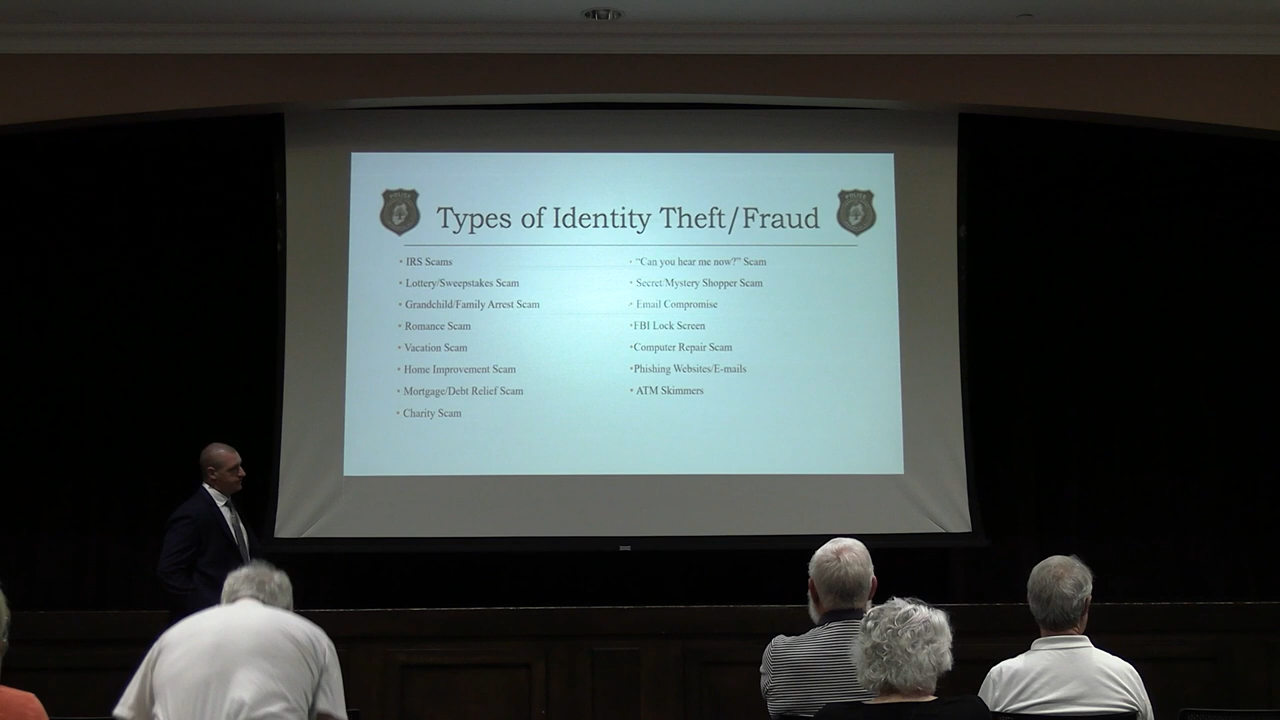 POLICE
POLICE
Types of Identity Theft/Fraud
• IRS Scams
• Lottery/Sweepstakes Scam
• Grandchild/Family Arrest Scam
• Romance Scam
• Vacation Scam
• Home Improvement Scam
• Mortgage/Debt Relief Scam
• Charity Scam
• “Can you hear me now?” Scam
• Secret/Mystery Shopper Scam
• Email Compromise
•FBI Lock Screen
•Computer Repair Scam
•Phishing Websites/E-mails
• ATM Skimmers